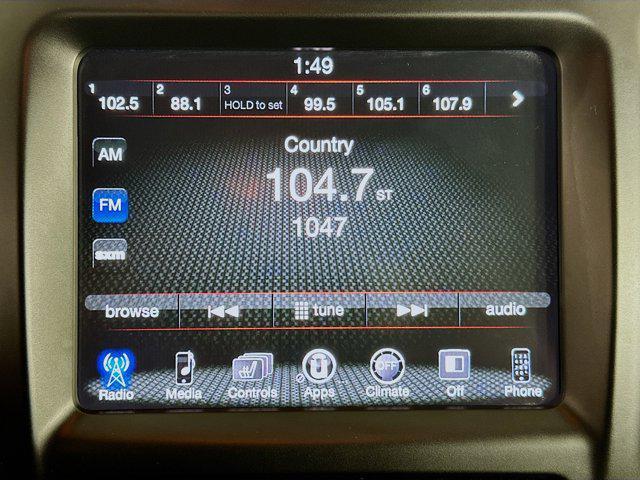 1:49
1 102.5 2 88.1 3 HOLD to set 4 99.5 5 105.1 6 107.9
Country
AM
104.7 ST
FM
1047
sxm
browse tune audio
OFF
Radio Media Controls Apps Climate Off Phone